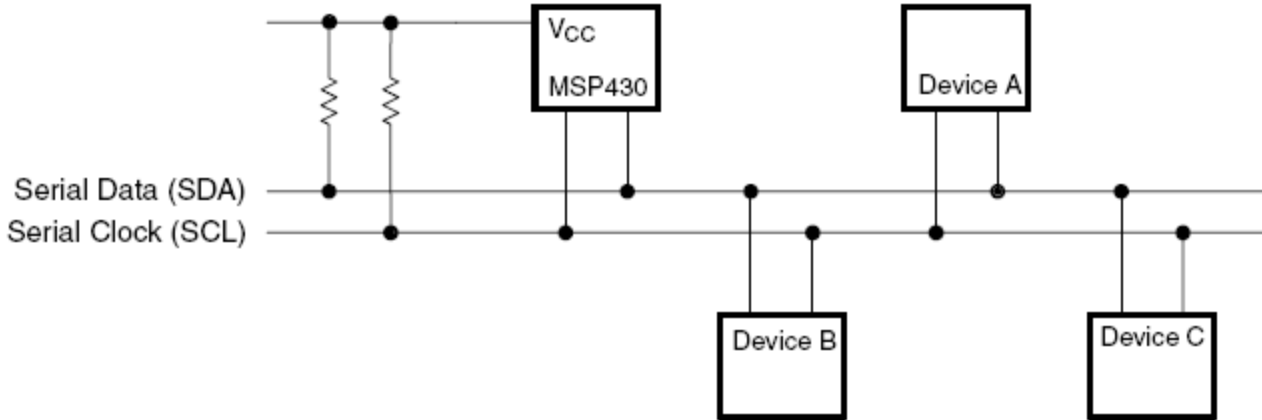 VCC
MSP430
Device A
Serial Data (SDA)
Serial Clock (SCL)
Device B
Device C